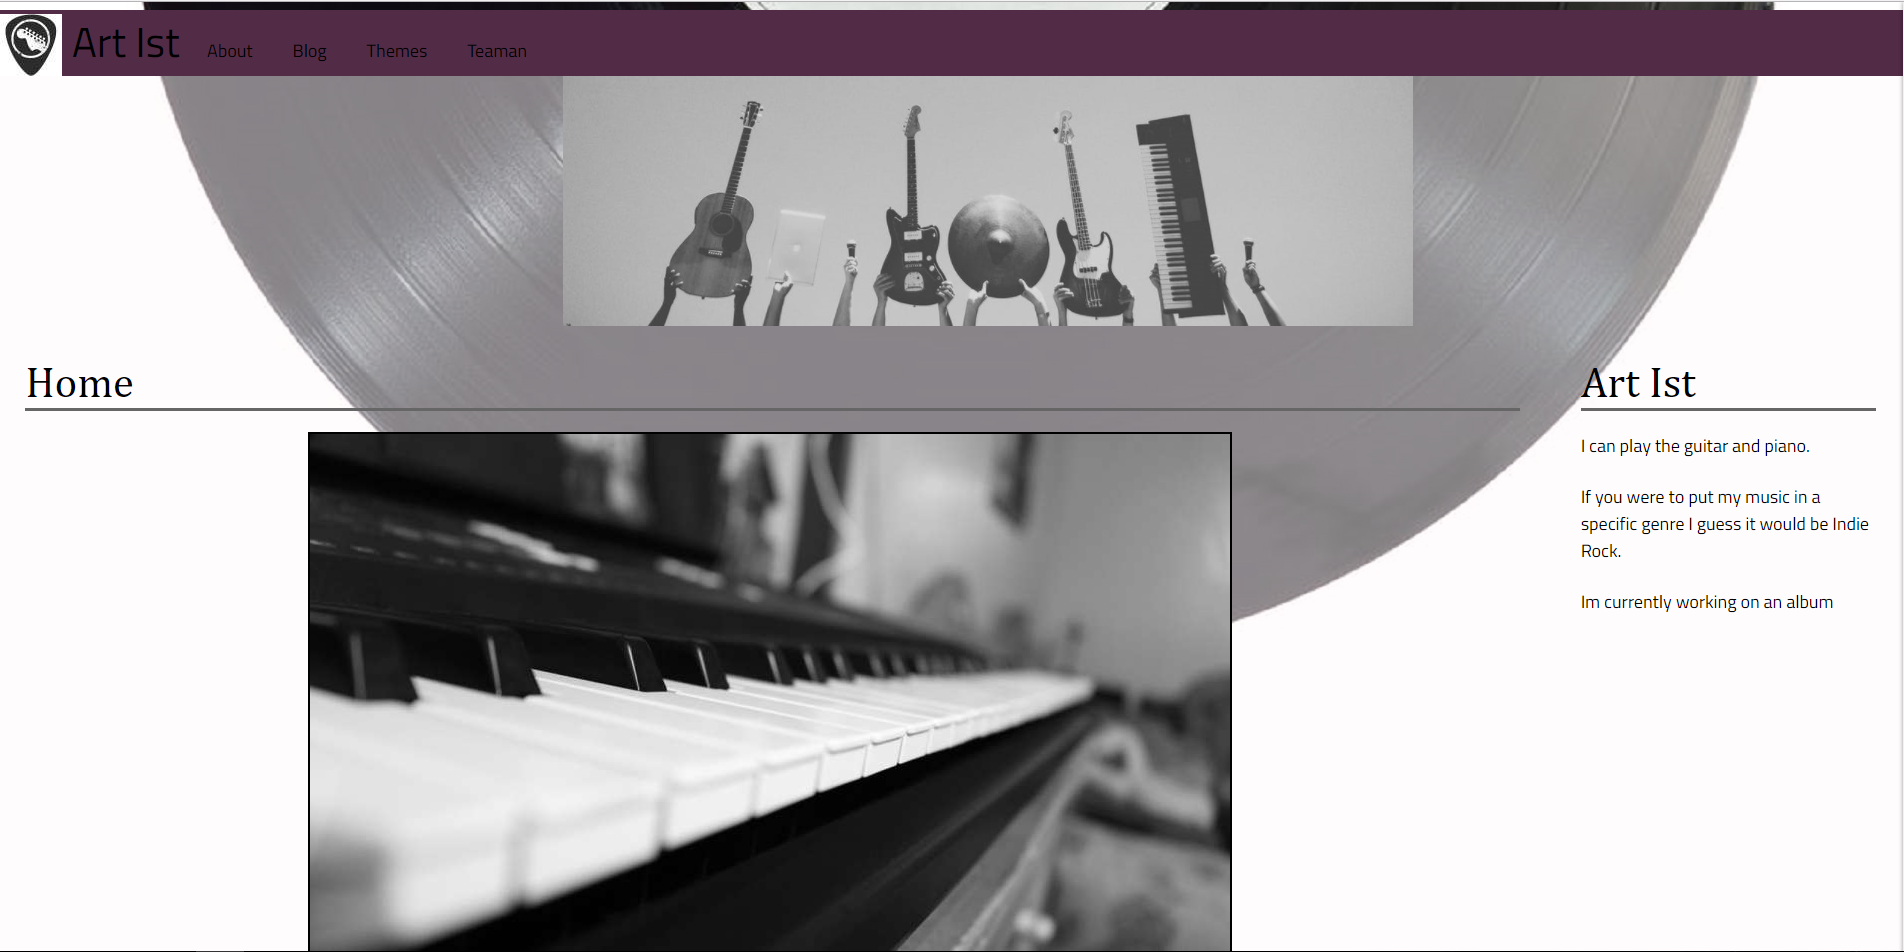 Art Ist
About
Blog
Themes
Teaman
Home
Art Ist
I can play the guitar and piano.
If you were to put my music in a
specific genre I guess it would be Indie
Rock.
Im currently working on an album